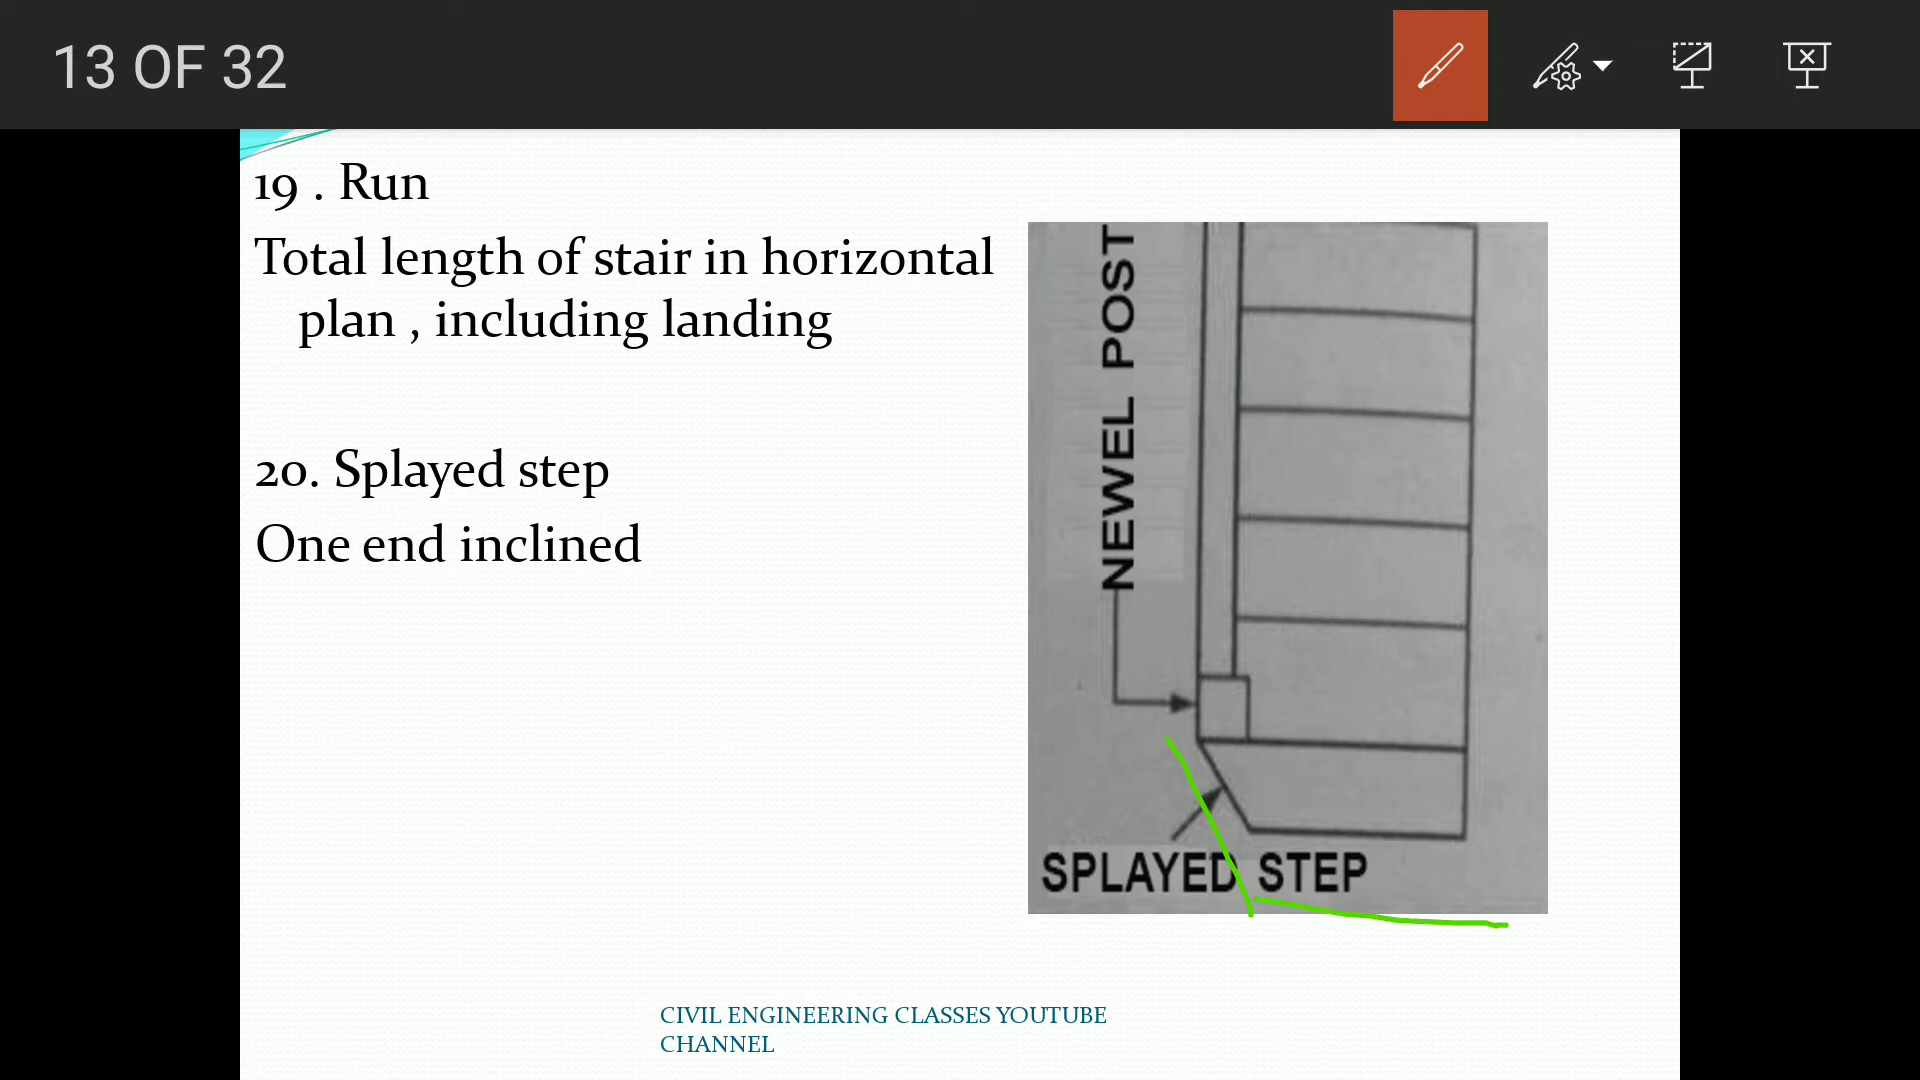 13 OF 32
19 . Run
Total length of stair in horizontal
plan , including landing
20. Splayed step
One end inclined
NEWEL POST
SPLAYED STEP
CIVIL ENGINEERING CLASSES YOUTUBE
CHANNEL